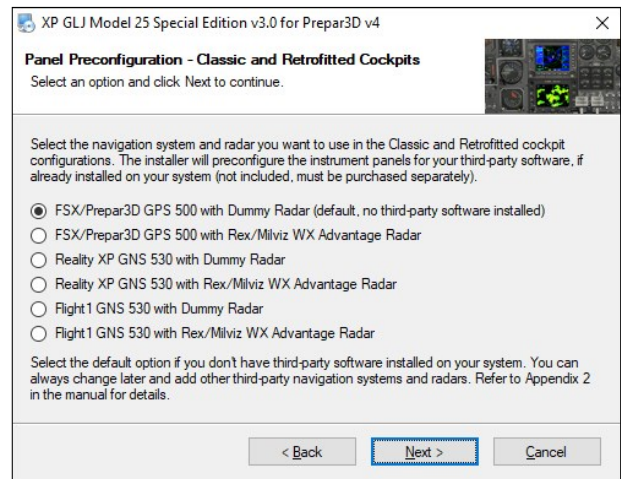 XP GLJ Model 25 Special Edition v3.0 for Prepar3D v4
Panel Preconfiguration - Classic and Retrofitted Cockpits
Select an option and click Next to continue.
Select the navigation system and radar you want to use in the Classic and Retrofitted cockpit
configurations. The installer will preconfigure the instrument panels for your third-party software, if
already installed on your system (not included, must be purchased separately).
FSX/Prepar3D GPS 500 with Dummy Radar (default, no third-party software installed)
FSX/Prepar3D GPS 500 with Rex/Milviz WX Advantage Radar
Reality XP GNS 530 with Dummy Radar
Reality XP GNS 530 with Rex/Milviz WX Advantage Radar
Flight1 GNS 530 with Dummy Radar
Flight1 GNS 530 with Rex/Milviz WX Advantage Radar
Select the default option if you don't have third-party software installed on your system. You can
always change later and add other third-party navigation systems and radars. Refer to Appendix 2
in the manual for details.
< Back Next > Cancel